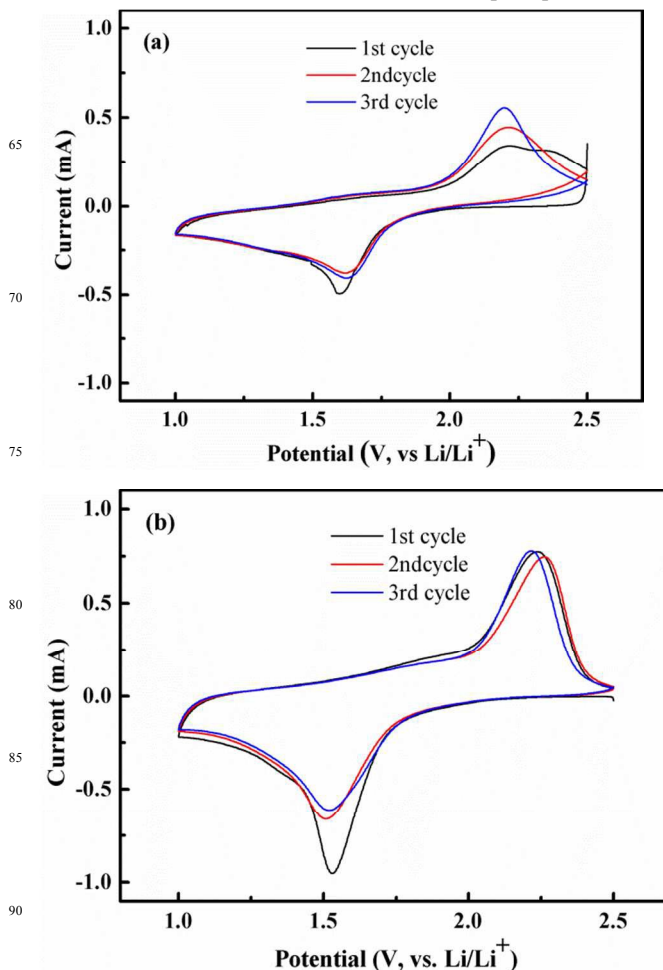 (a)
1st cycle
2ndcycle
3rd cycle
1.0
0.5
0.0
-0.5
-1.0
Current (mA)
1.0 1.5 2.0 2.5
Potential (V, vs Li/Li+)
65
70
75
(b)
1st cycle
2ndcycle
3rd cycle
1.0
0.5
0.0
-0.5
-1.0
Current (mA)
1.0 1.5 2.0 2.5
Potential (V, vs. Li/Li+)
80
85
90